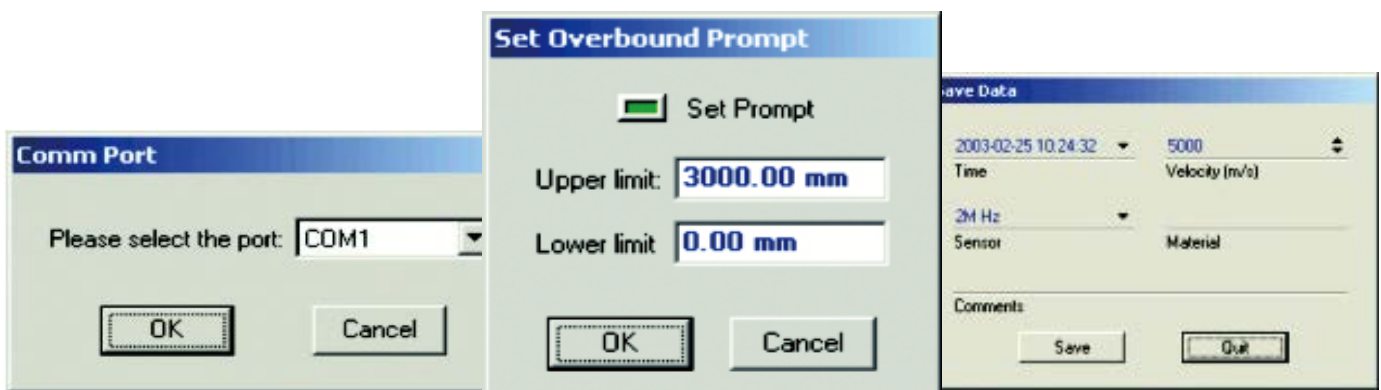 Comm Port
Please select the port: COM1
OK Cancel
Set Overbound Prompt
Set Prompt
Upper limit: 3000.00 mm
Lower limit 0.00 mm
OK Cancel
ave Data
2003-02-25 10:24:32 5000
Time Velocity (m/s)
2M Hz
Sensor Material
Comments
Save Quit